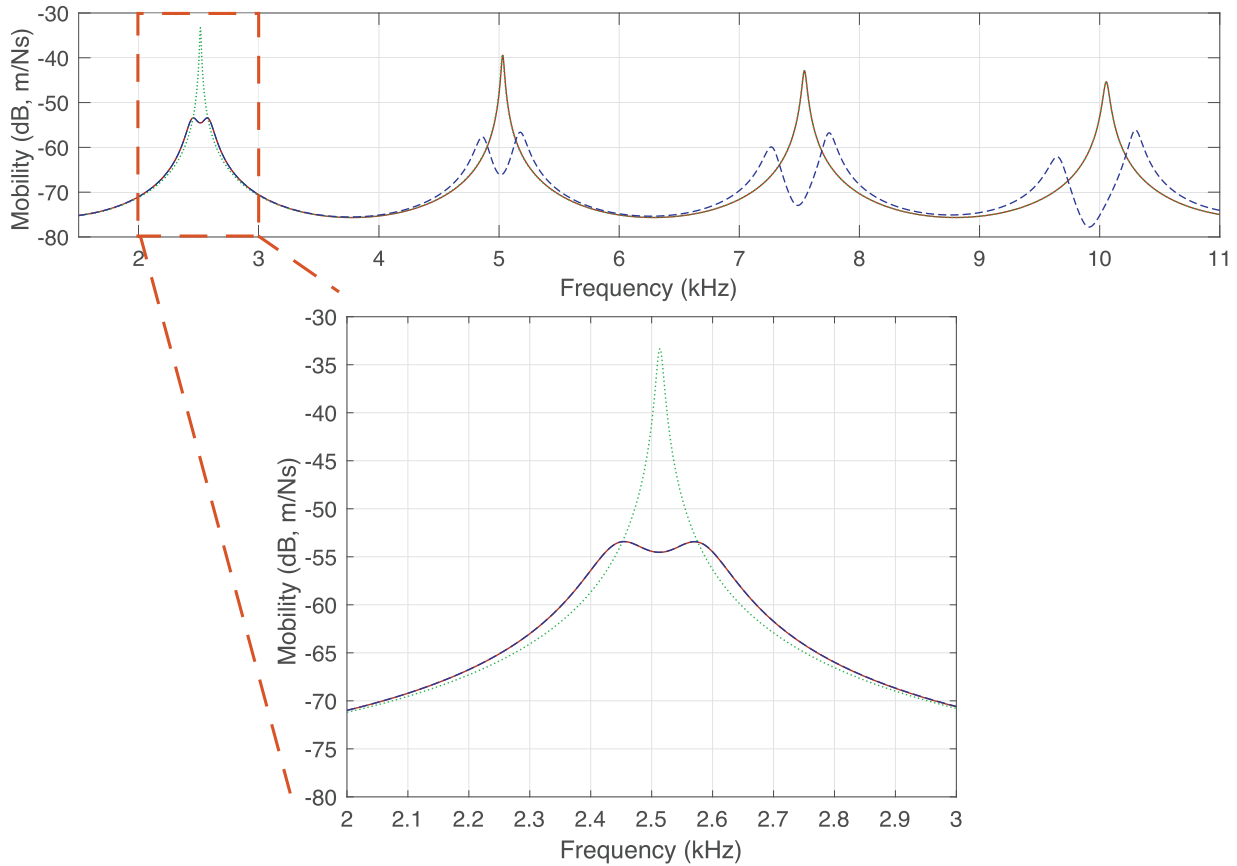 Mobility (dB, m/Ns)
-30
-40
-50
-60
-70
-80
2 3 4 5 6 7 8 9 10 11
Frequency (kHz)
Mobility (dB, m/Ns)
-30
-35
-40
-45
-50
-55
-60
-65
-70
-75
-80
2 2.1 2.2 2.3 2.4 2.5 2.6 2.7 2.8 2.9 3
Frequency (kHz)